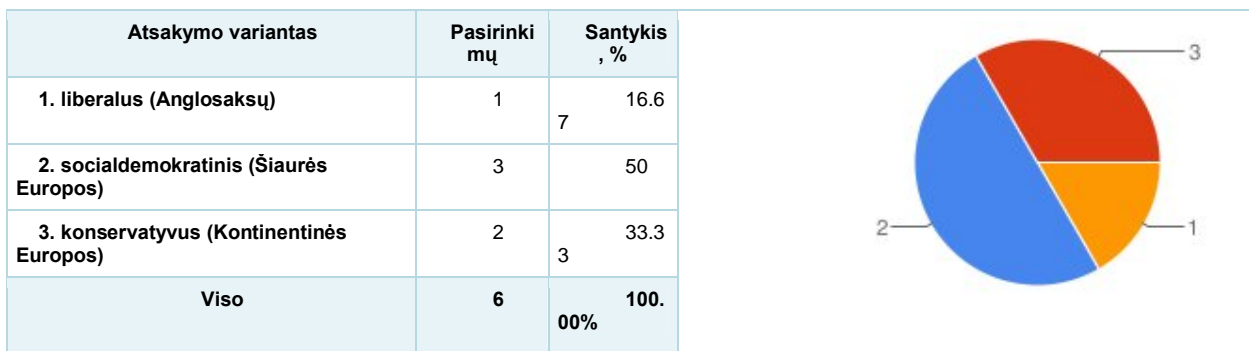 Atsakymo variantas Pasirinki Santykis
mų , %
1. liberalus (Anglosaksų) 1 16.6
7
2. socialdemokratinis (Šiaurės 3 50
Europos)
3. konservatyvus (Kontinentinės 2 33.3
Europos) 3
Viso 6 100.
00%
3
2
1